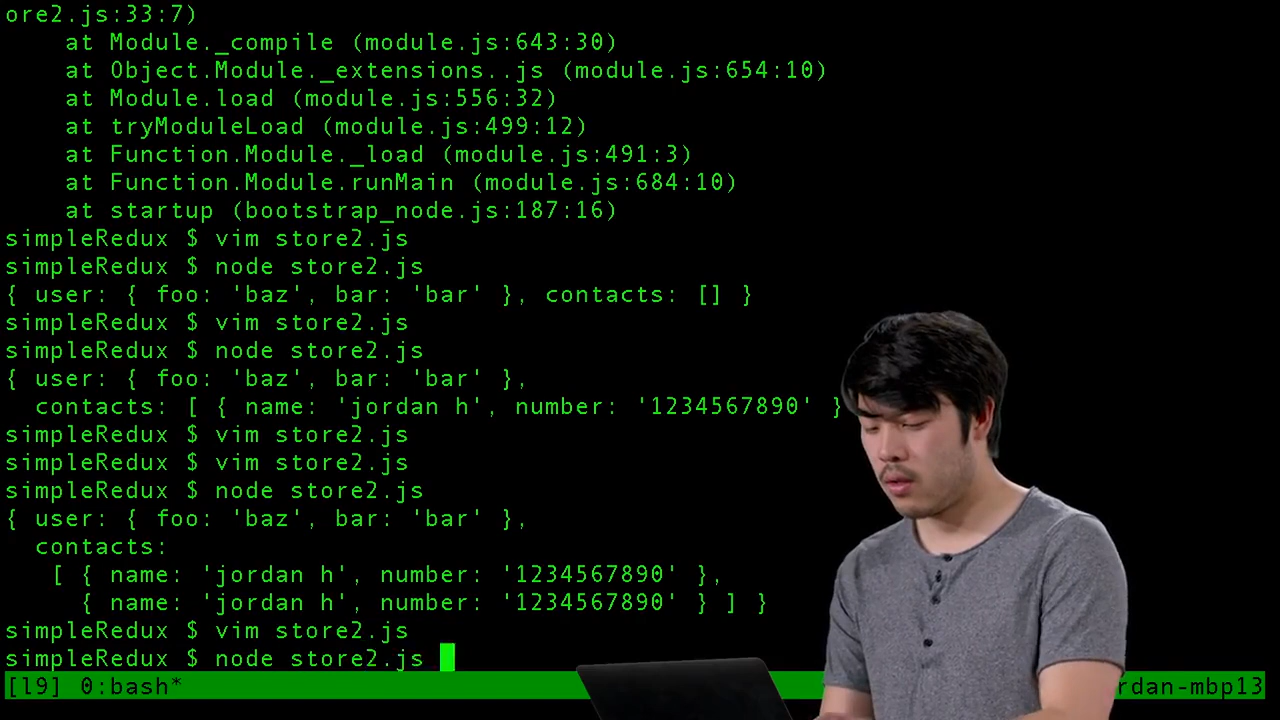 ore2.js:33:7)
at Module._compile (module.js:643:30)
at Object.Module._extensions..js (module.js:654:10)
at Module.load (module.js:556:32)
at tryModuleLoad (module.js:499:12)
at Function.Module._load (module.js:491:3)
at Function.Module.runMain (module.js:684:10)
at startup (bootstrap_node.js:187:16)
simpleRedux $ vim store2.js
simpleRedux $ node store2.js
{ user: { foo: 'baz', bar: 'bar' }, contacts: [] }
simpleRedux $ vim store2.js
simpleRedux $ node store2.js
{ user: { foo: 'baz', bar: 'bar' },
contacts: [ { name: 'jordan h', number: '1234567890' }
simpleRedux $ vim store2.js
simpleRedux $ vim store2.js
simpleRedux $ node store2.js
{ user: { foo: 'baz', bar: 'bar' },
contacts:
[ { name: 'jordan h', number: '1234567890' },
{ name: 'jordan h', number: '1234567890' } ] }
simpleRedux $ vim store2.js
simpleRedux $ node store2.js
[l9] 0:bash* rdan-mbp13